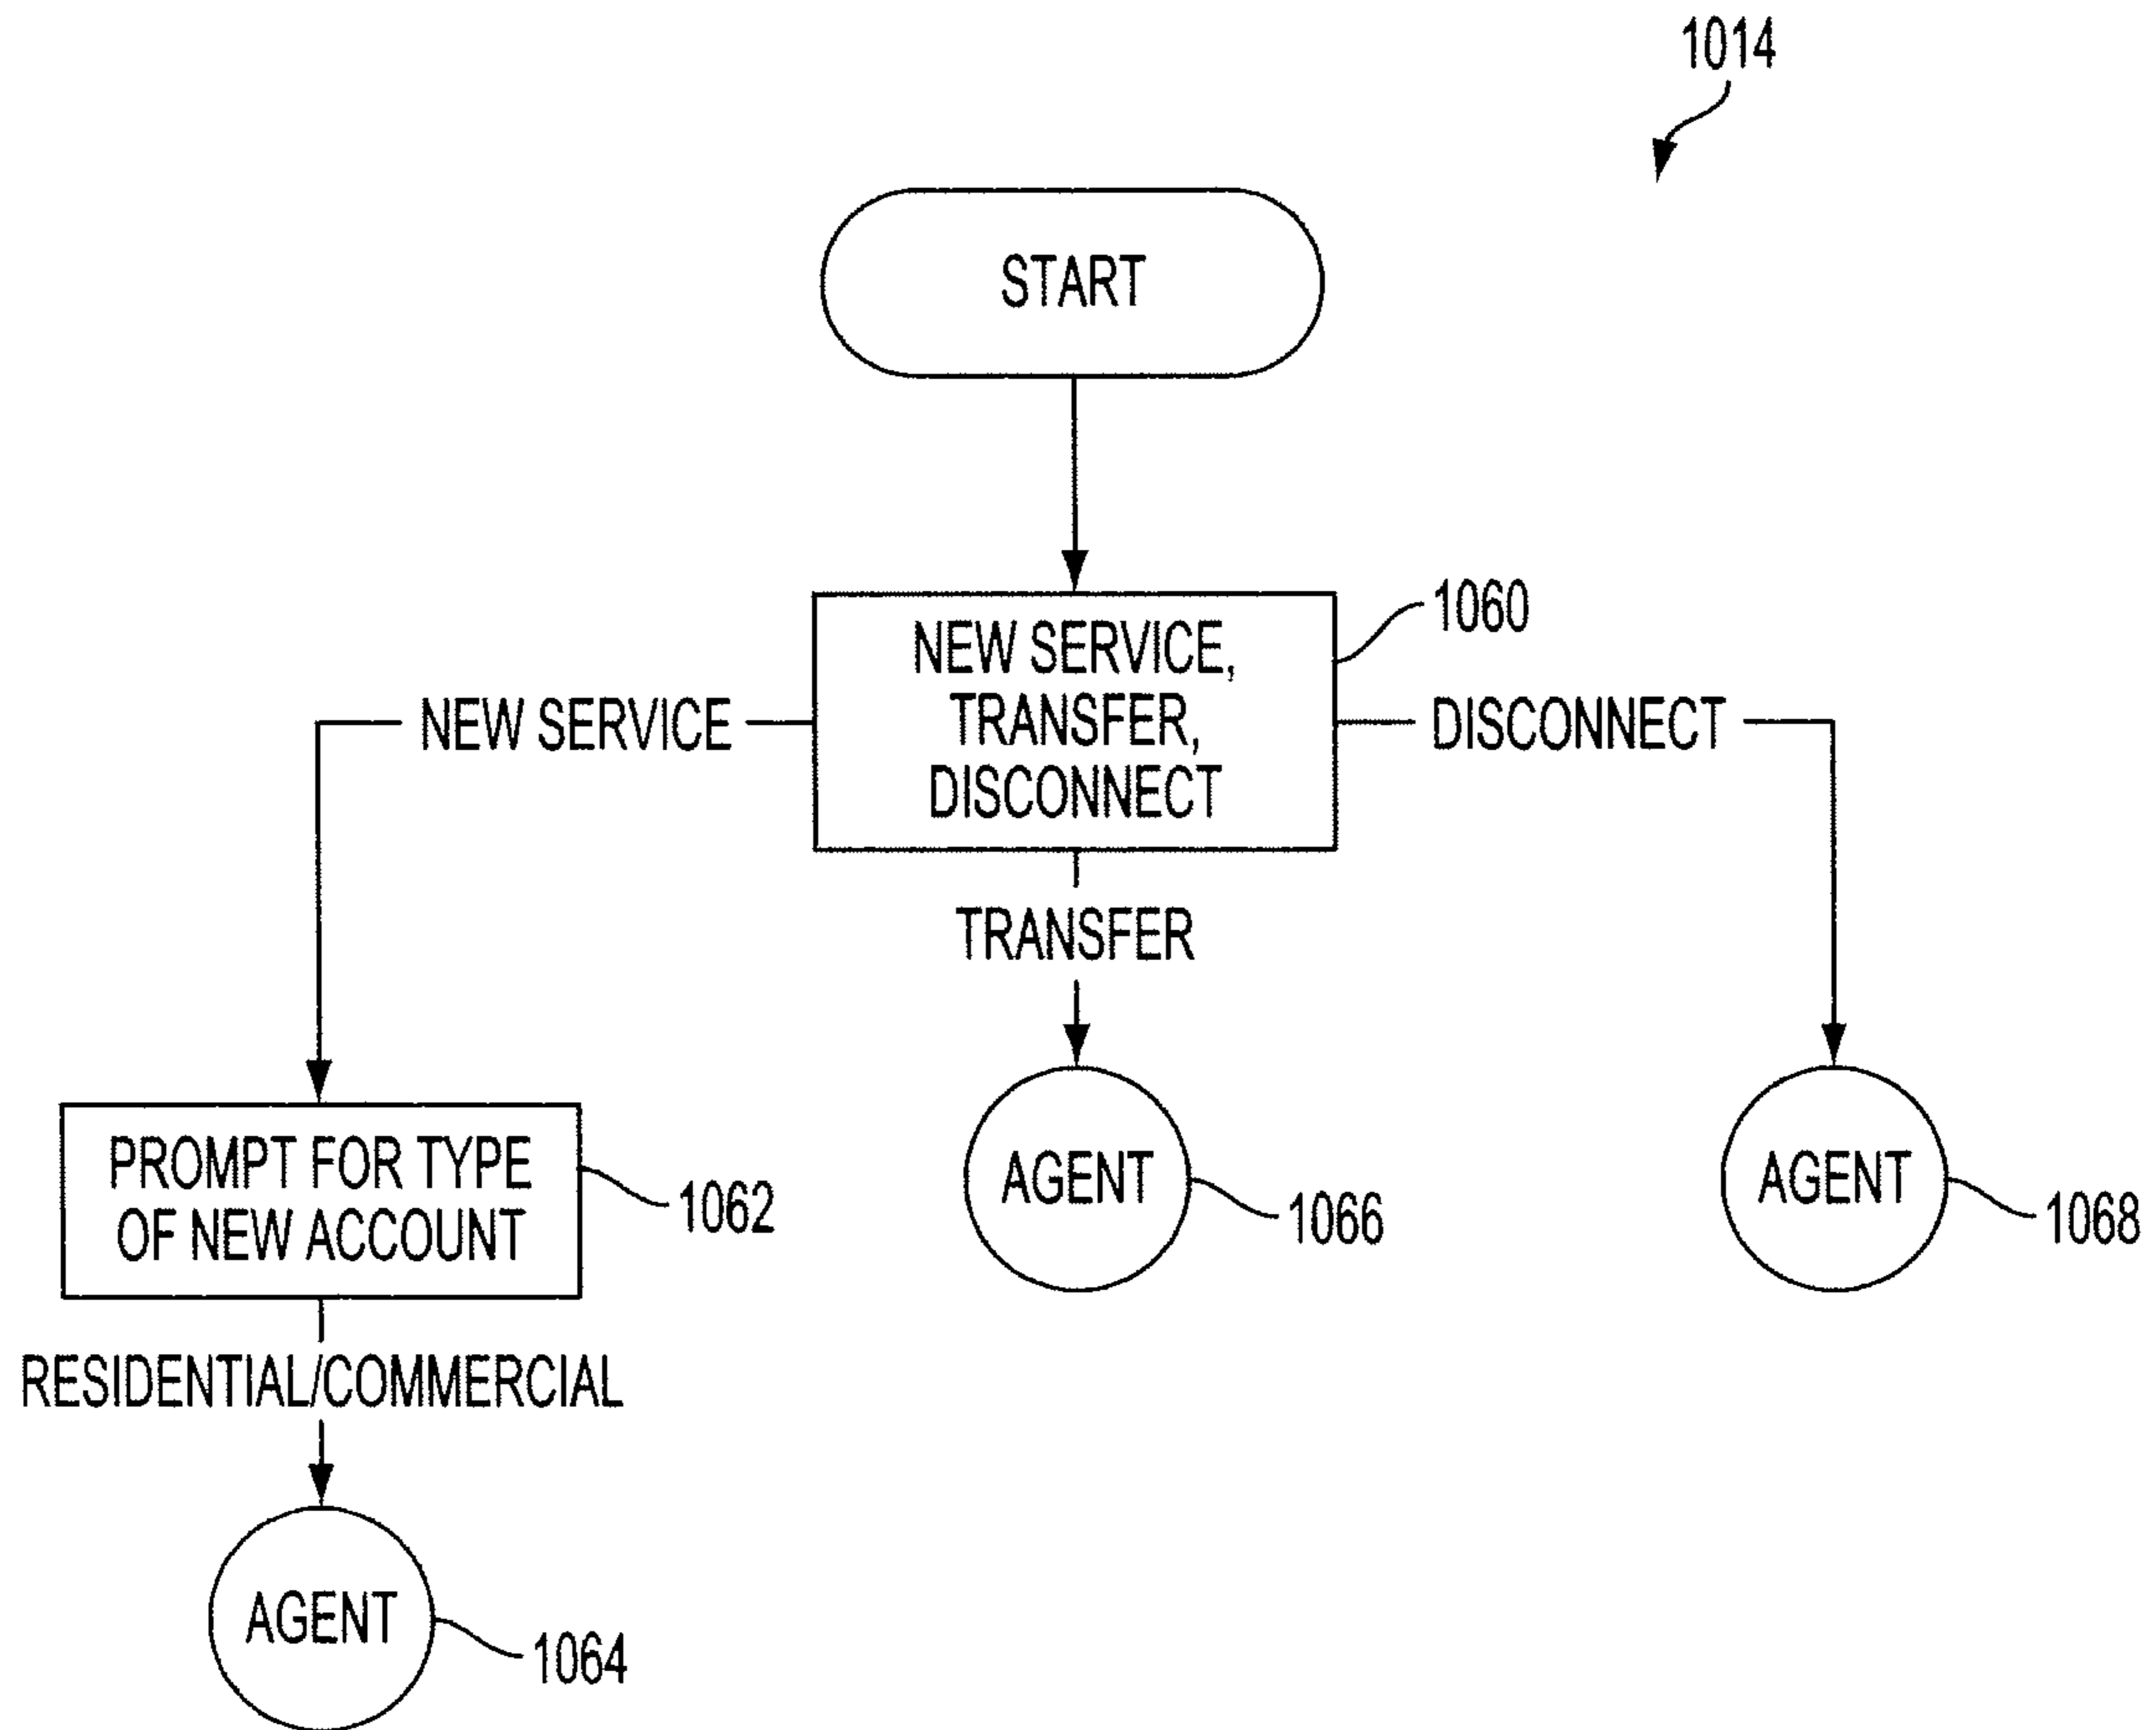 1014
START
1060
NEW SERVICE,
TRANSFER,
DISCONNECT
NEW SERVICE
DISCONNECT
TRANSFER
PROMPT FOR TYPE
OF NEW ACCOUNT
1062
AGENT
1066
AGENT
1068
RESIDENTIAL/COMMERCIAL
AGENT
1064